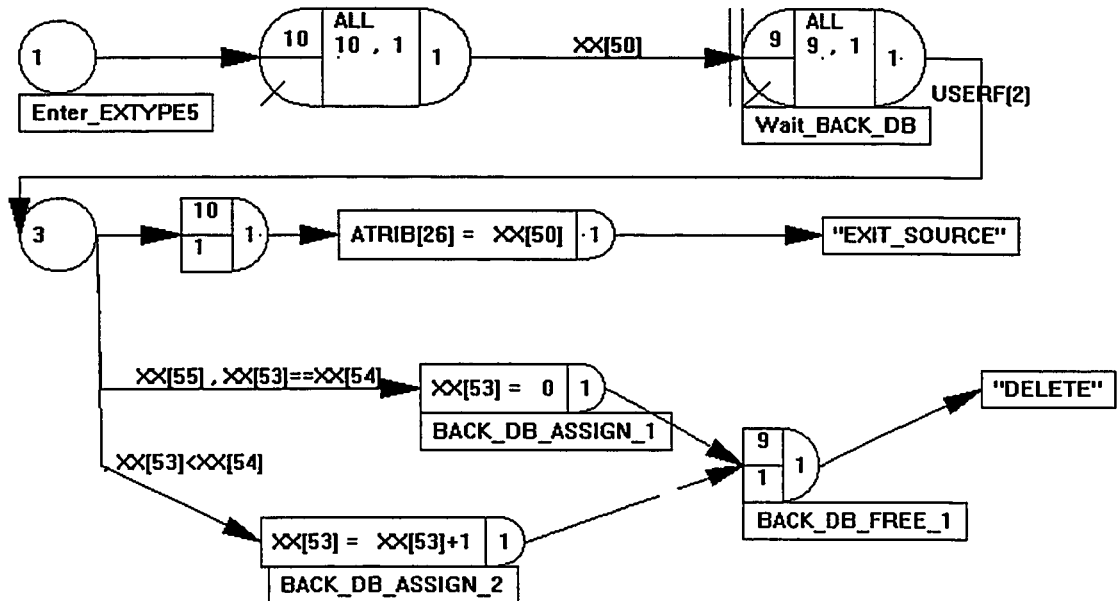 1
Enter_EXTYPE5
10
ALL
10 , 1
1
XX[50]
9
ALL
9 , 1
1
Wait_BACK_DB
USERF[2]
3
10
1
1
ATRIB[26] = XX[50]
1
"EXIT_SOURCE"
XX[55] , XX[53]==XX[54]
XX[53] = 0
1
BACK_DB_ASSIGN_1
"DELETE"
XX[53]<XX[54]
9
1
1
BACK_DB_FREE_1
XX[53] = XX[53]+1
1
BACK_DB_ASSIGN_2